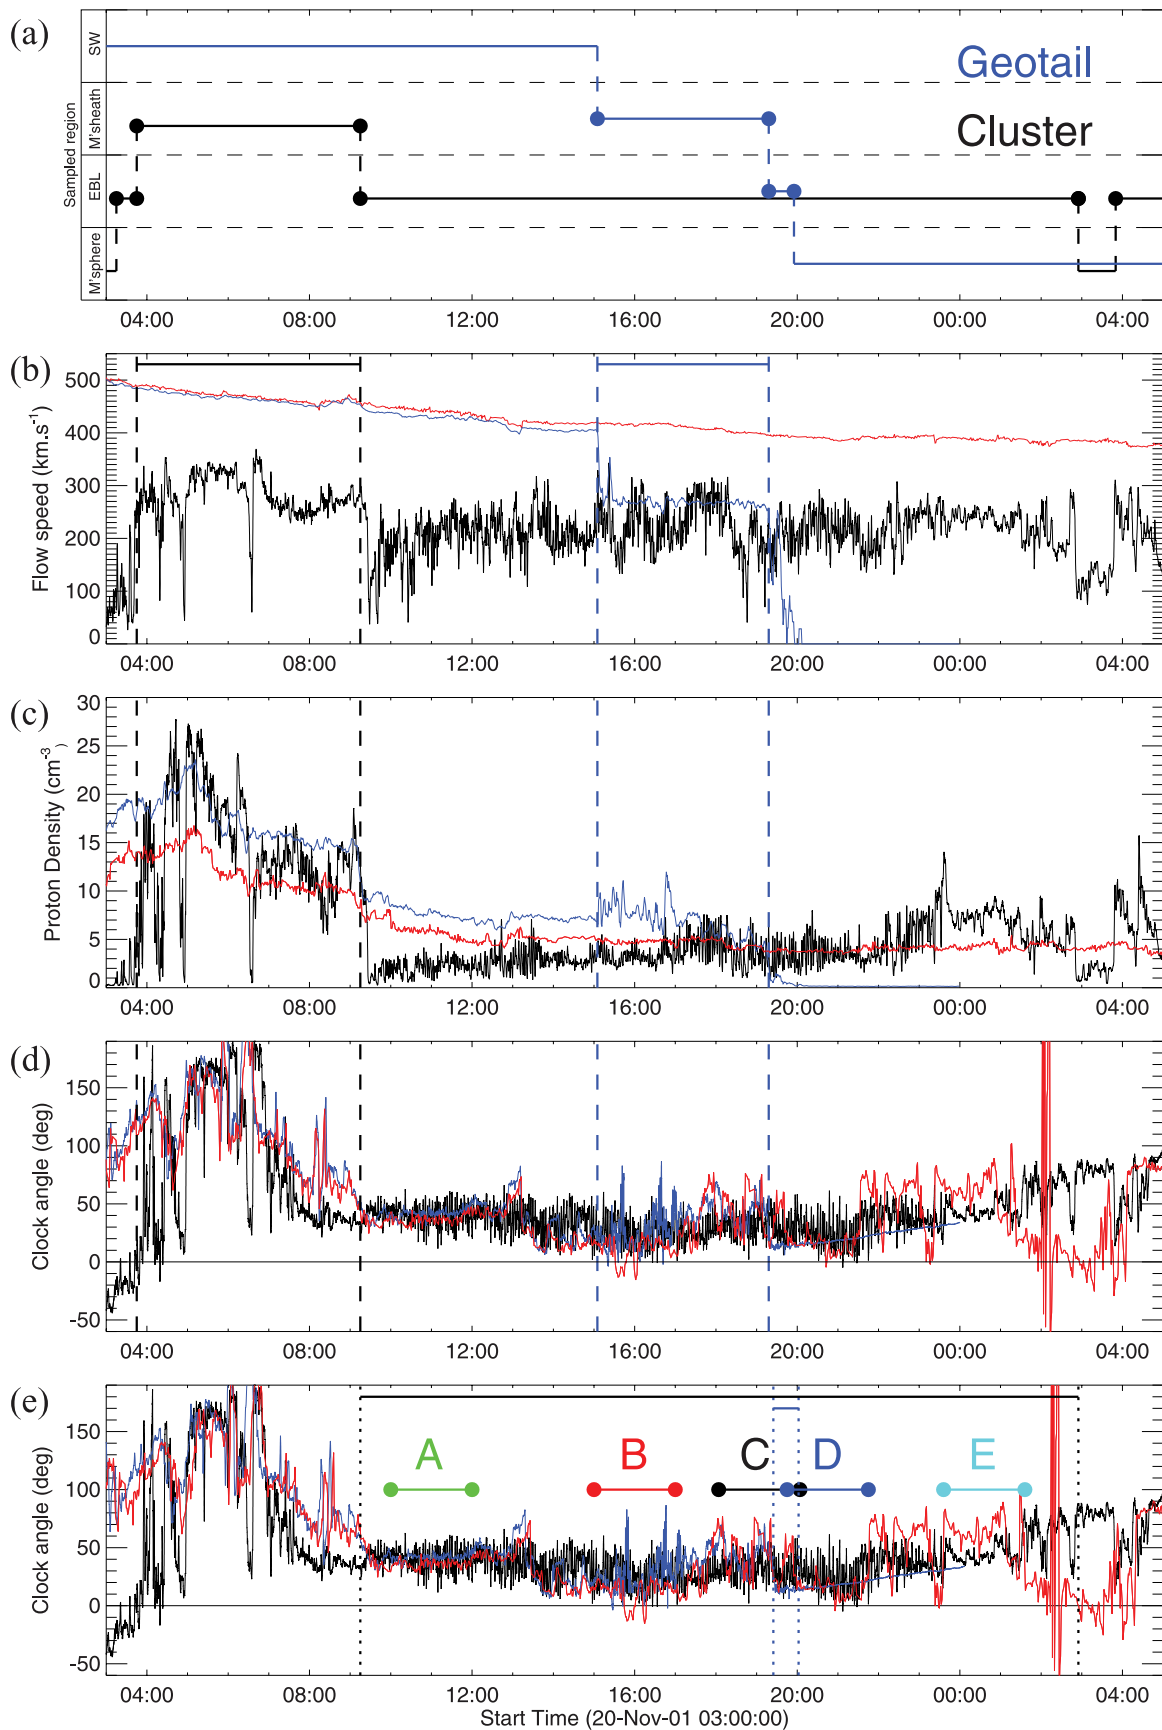 (a)
Sampled region
SW
M'sheath
EBL
M'sphere
Geotail
Cluster
04:00 08:00 12:00 16:00 20:00 00:00 04:00
(b)
Flow speed (km.s-1)
500
400
300
200
100
0
04:00 08:00 12:00 16:00 20:00 00:00 04:00
(c)
Proton Density (cm-3)
30
25
20
15
10
5
0
04:00 08:00 12:00 16:00 20:00 00:00 04:00
(d)
Clock angle (deg)
150
100
50
0
-50
04:00 08:00 12:00 16:00 20:00 00:00 04:00
(e)
Clock angle (deg)
150
100
50
0
-50
A B C D E
04:00 08:00 12:00 16:00 20:00 00:00 04:00
Start Time (20-Nov-01 03:00:00)